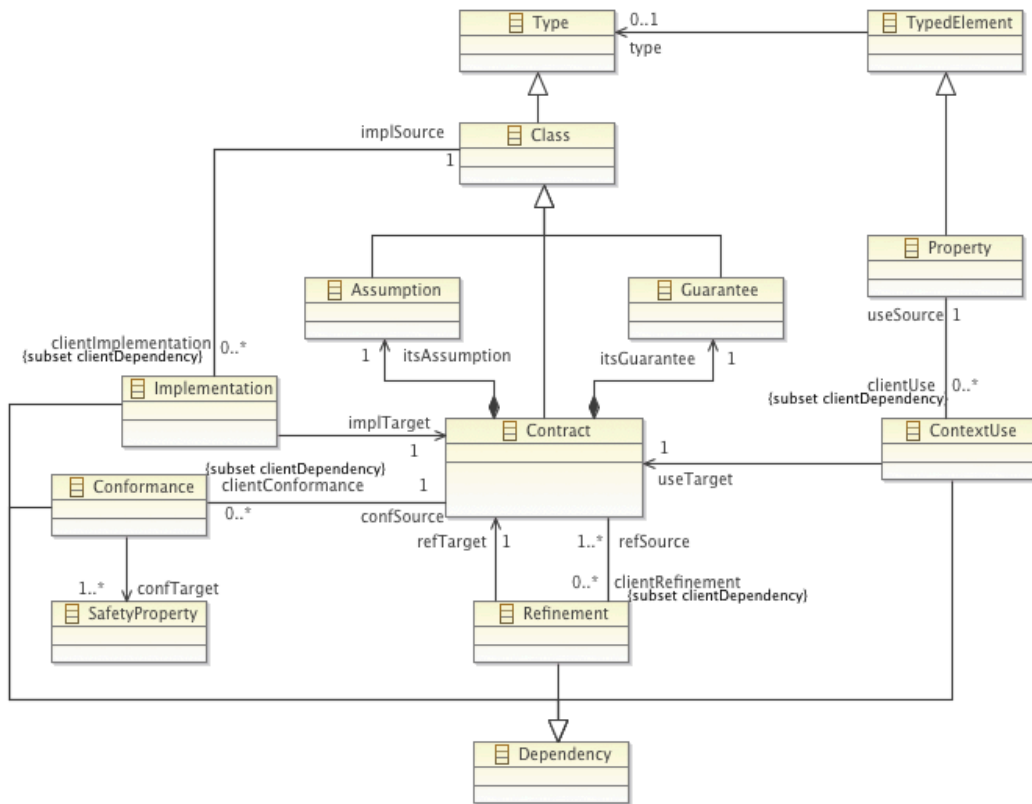 Type
0..1
type
TypedElement
implSource
1
Class
Assumption
Guarantee
Property
useSource
1
clientImplementation
{subset clientDependency}
0..*
1
itsAssumption
itsGuarantee
1
clientUse
0..*
{subset clientDependency}
Implementation
implTarget
1
Contract
ContextUse
1
useTarget
{subset clientDependency}
clientConformance
1
Conformance
0..*
confSource
refTarget
1
1..*
refSource
1..*
confTarget
0..*
clientRefinement
{subset clientDependency}
SafetyProperty
Refinement
Dependency